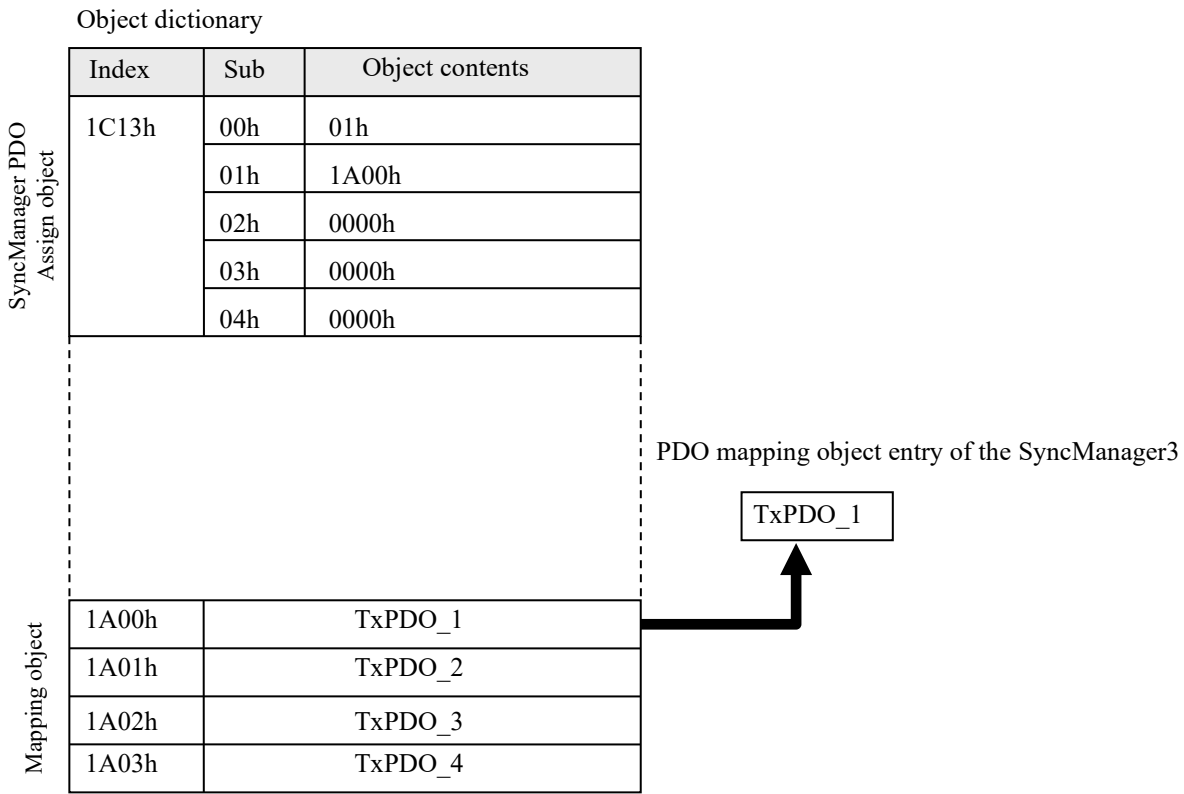 Object dictionary
Index Sub Object contents
SyncManager PDO
Assign object
1C13h 00h 01h
01h 1A00h
02h 0000h
03h 0000h
04h 0000h
PDO mapping object entry of the SyncManager3
TxPDO_1
Mapping object
1A00h TxPDO_1
1A01h TxPDO_2
1A02h TxPDO_3
1A03h TxPDO_4